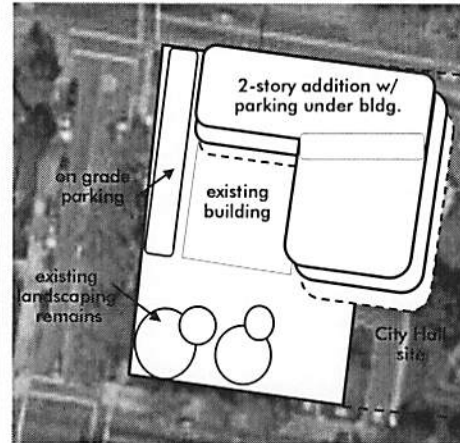 2-story addition w/
parking under bldg.
on grade
parking
existing
building
existing
landscaping
remains
City Hall
site